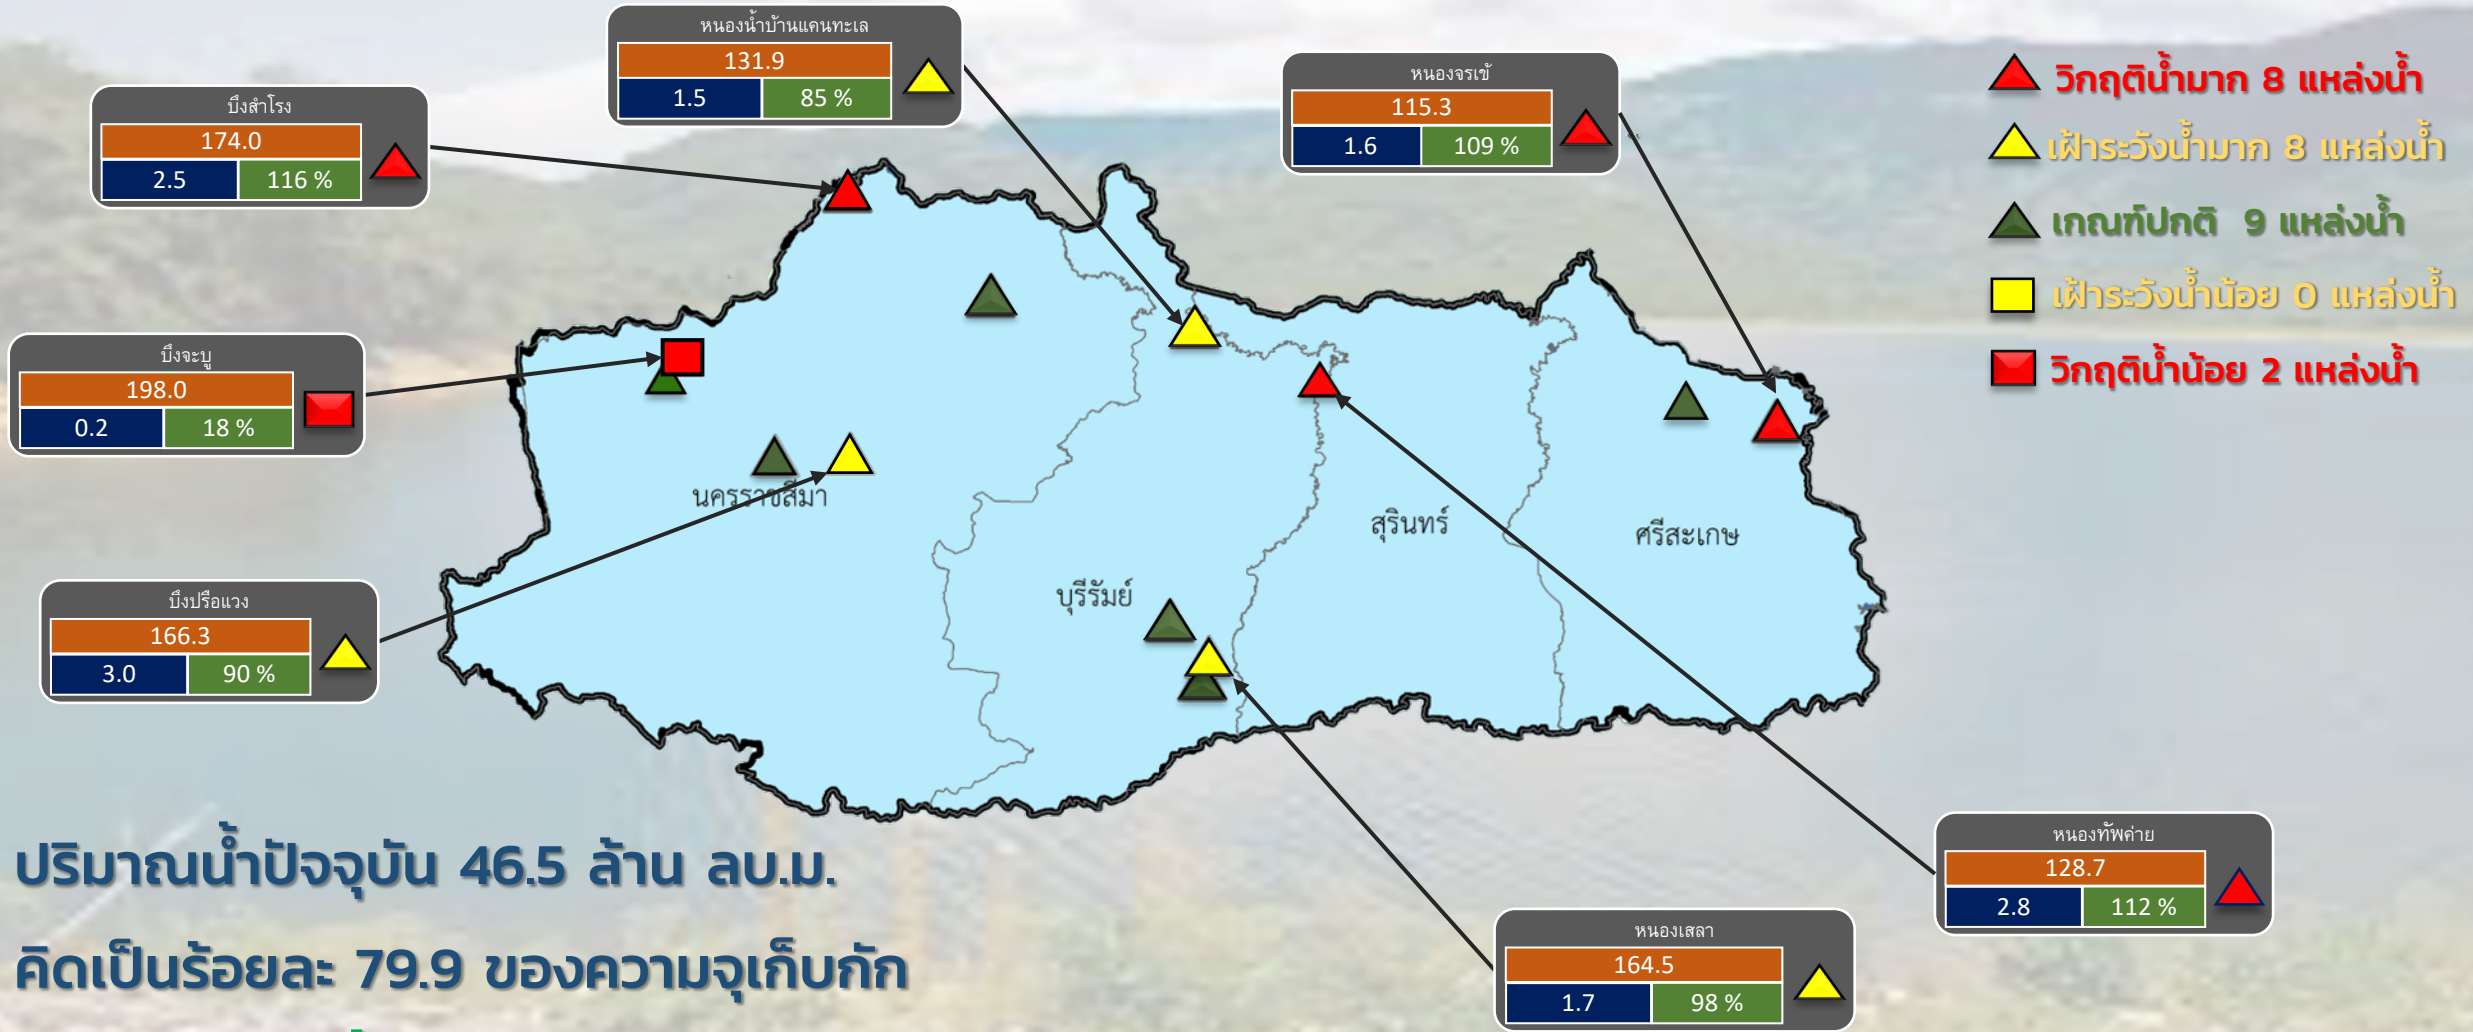 หนองน้ำบ้านแคนทะเล
131.9
1.5 85 %
หนองจรเข้
115.3
1.6 109 %
บึงสำโรง
174.0
2.5 116 %
วิกฤติน้ำมาก 8 แหล่งน้ำ
เฝ้าระวังน้ำมาก 8 แหล่งน้ำ
เกณฑ์ปกติ 9 แหล่งน้ำ
เฝ้าระวังน้ำน้อย 0 แหล่งน้ำ
วิกฤติน้ำน้อย 2 แหล่งน้ำ
บึงจะบู
198.0
0.2 18 %
นครราชสีมา
สุรินทร์
ศรีสะเกษ
บุรีรัมย์
บึงปรือแวง
166.3
3.0 90 %
หนองทัพค่าย
128.7
2.8 112 %
หนองเสลา
164.5
1.7 98 %
ปริมาณน้ำปัจจุบัน 46.5 ล้าน ลบ.ม.
คิดเป็นร้อยละ 79.9 ของความจุเก็บกัก